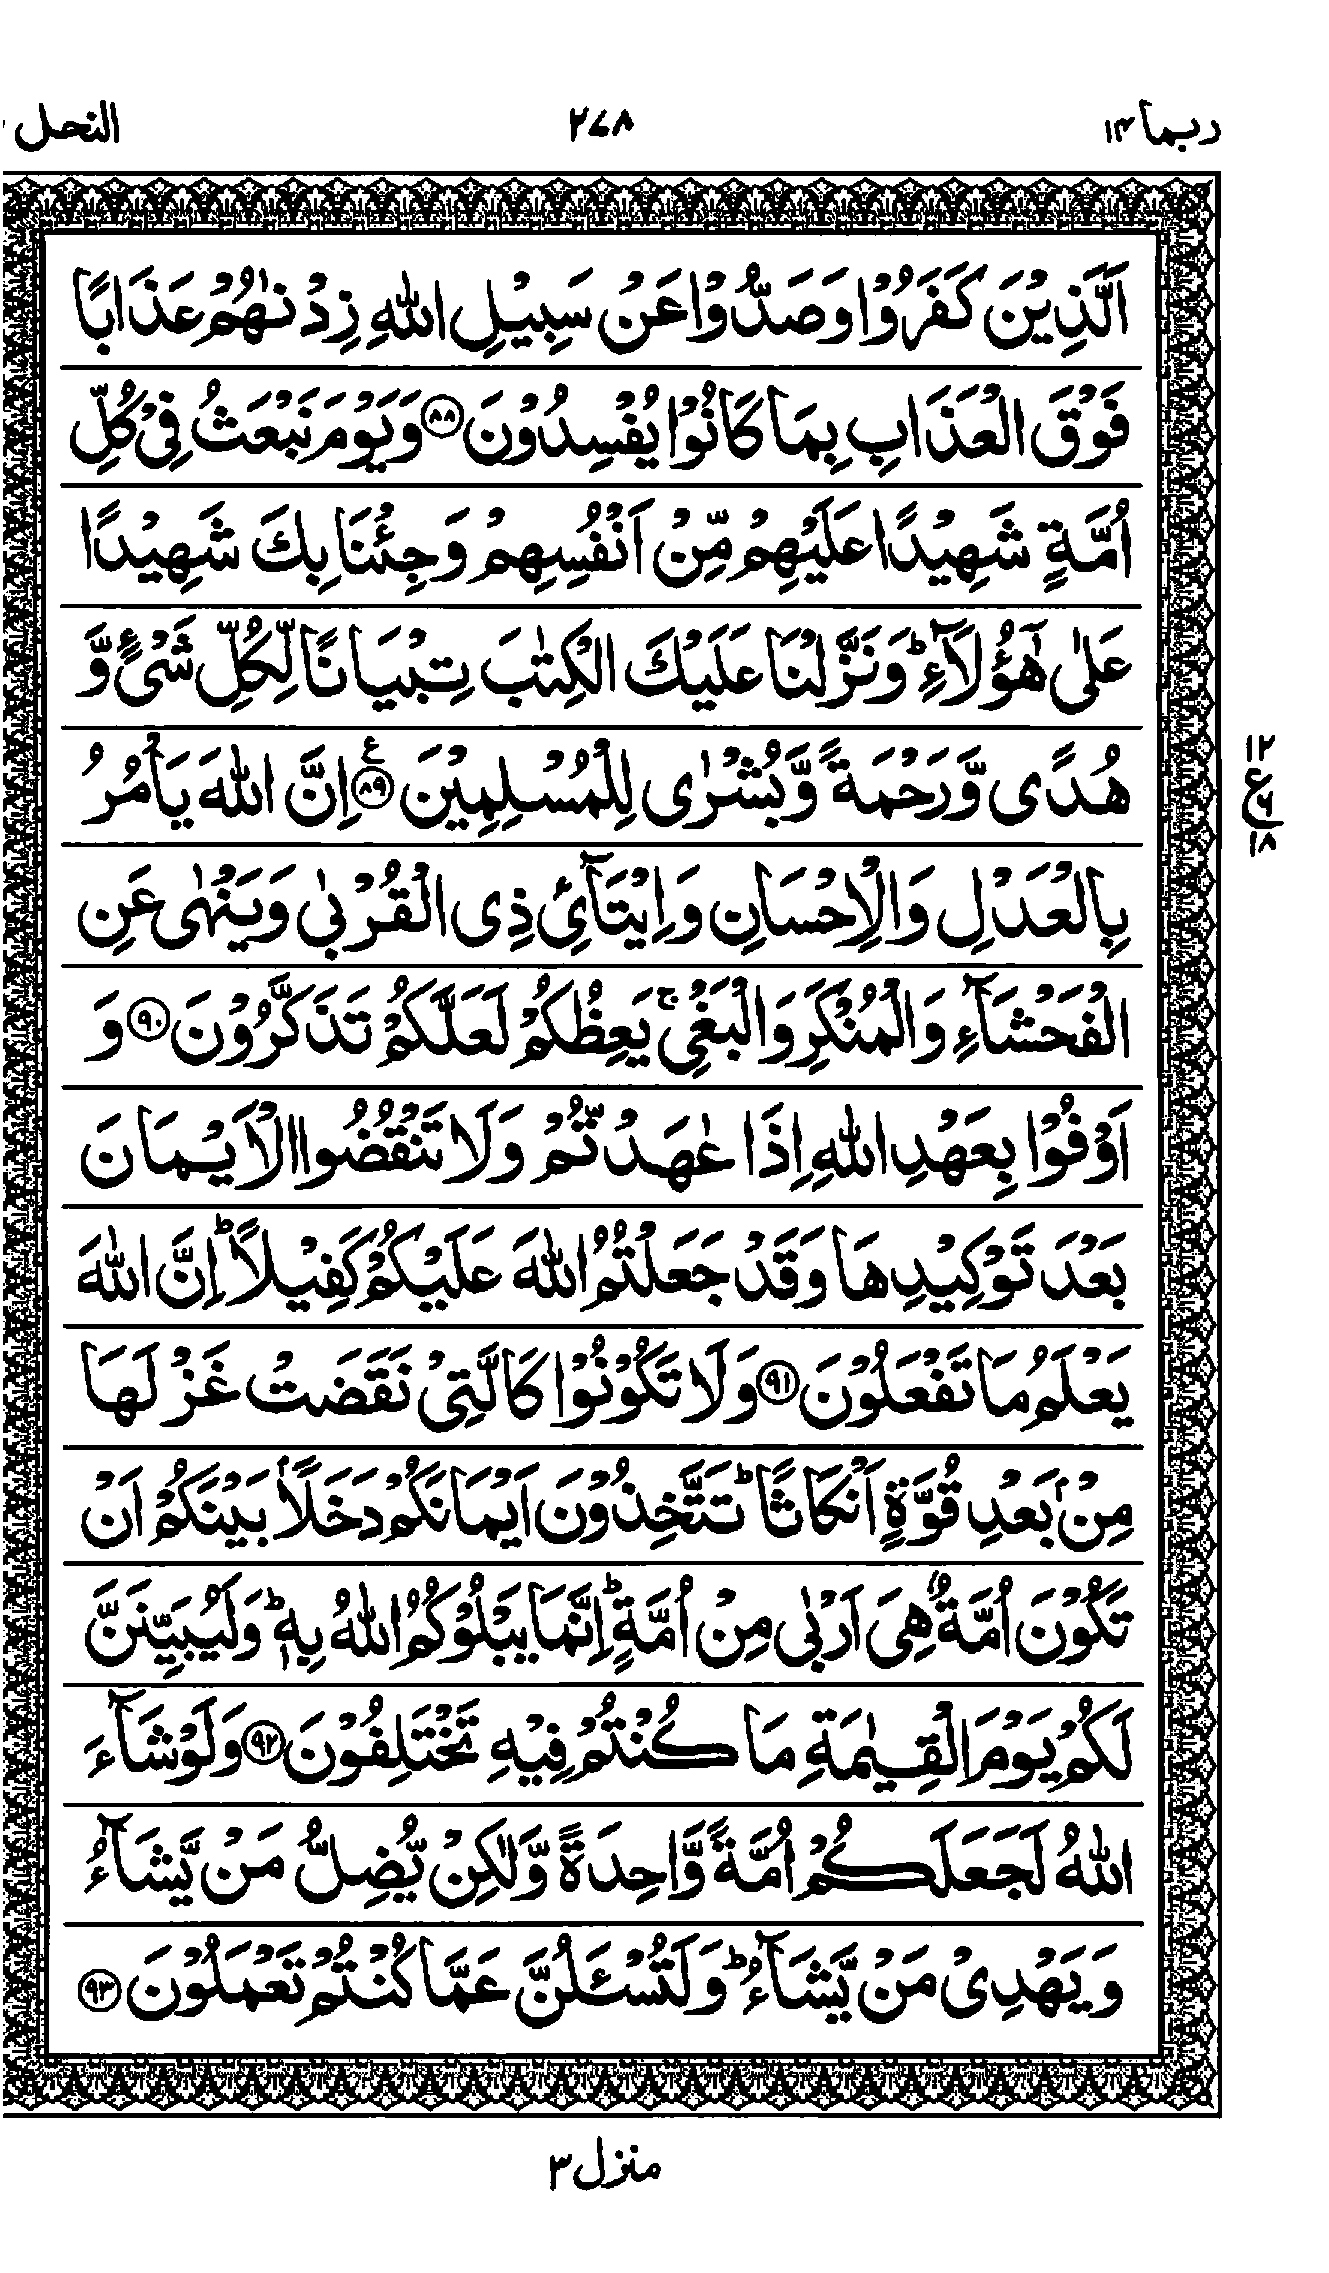 ربما ١٤ ٢٧٨ النحل
اَلَّذِيْنَ كَفَرُوْا وَصَدُّوْا عَنْ سَبِيْلِ اللّٰهِ زِدْنٰهُمْ عَذَابًا
فَوْقَ الْعَذَابِ بِمَا كَانُوْا يُفْسِدُوْنَ ﴿۸۸﴾ وَيَوْمَ نَبْعَثُ فِيْ كُلِّ
اُمَّةٍ شَهِيْدًا عَلَيْهِمْ مِّنْ اَنْفُسِهِمْ وَجِئْنَا بِكَ شَهِيْدًا
عَلٰى هٰٓؤُلَآءِ ؕ وَنَزَّلْنَا عَلَيْكَ الْكِتٰبَ تِبْيَانًا لِّكُلِّ شَيْءٍ وَّ
هُدًى وَّرَحْمَةً وَّبُشْرٰى لِلْمُسْلِمِيْنَ ﴿۸۹﴾ ع اِنَّ اللّٰهَ يَاْمُرُ
بِالْعَدْلِ وَالْاِحْسَانِ وَاِيْتَآئِ ذِى الْقُرْبٰى وَيَنْهٰى عَنِ
الْفَحْشَآءِ وَالْمُنْكَرِ وَالْبَغْيِ ۚ يَعِظُكُمْ لَعَلَّكُمْ تَذَكَّرُوْنَ ﴿۹۰﴾ وَ
اَوْفُوْا بِعَهْدِ اللّٰهِ اِذَا عٰهَدْتُّمْ وَلَا تَنْقُضُوا الْاَيْمَانَ
بَعْدَ تَوْكِيْدِهَا وَقَدْ جَعَلْتُمُ اللّٰهَ عَلَيْكُمْ كَفِيْلًا ؕ اِنَّ اللّٰهَ
يَعْلَمُ مَا تَفْعَلُوْنَ ﴿۹۱﴾ وَلَا تَكُوْنُوْا كَالَّتِيْ نَقَضَتْ غَزْلَهَا
مِنْۢ بَعْدِ قُوَّةٍ اَنْكَاثًا ؕ تَتَّخِذُوْنَ اَيْمَانَكُمْ دَخَلًاۢ بَيْنَكُمْ اَنْ
تَكُوْنَ اُمَّةٌ هِيَ اَرْبٰى مِنْ اُمَّةٍ ؕ اِنَّمَا يَبْلُوْكُمُ اللّٰهُ بِهٖ ؕ وَلَيُبَيِّنَنَّ
لَكُمْ يَوْمَ الْقِيٰمَةِ مَا كُنْتُمْ فِيْهِ تَخْتَلِفُوْنَ ﴿۹۲﴾ وَلَوْ شَآءَ
اللّٰهُ لَجَعَلَكُمْ اُمَّةً وَّاحِدَةً وَّلٰكِنْ يُّضِلُّ مَنْ يَّشَآءُ
وَيَهْدِيْ مَنْ يَّشَآءُ ؕ وَلَتُسْـَٔلُنَّ عَمَّا كُنْتُمْ تَعْمَلُوْنَ ﴿۹۳﴾
١٢
ع ٦
١٨
منزل ٣